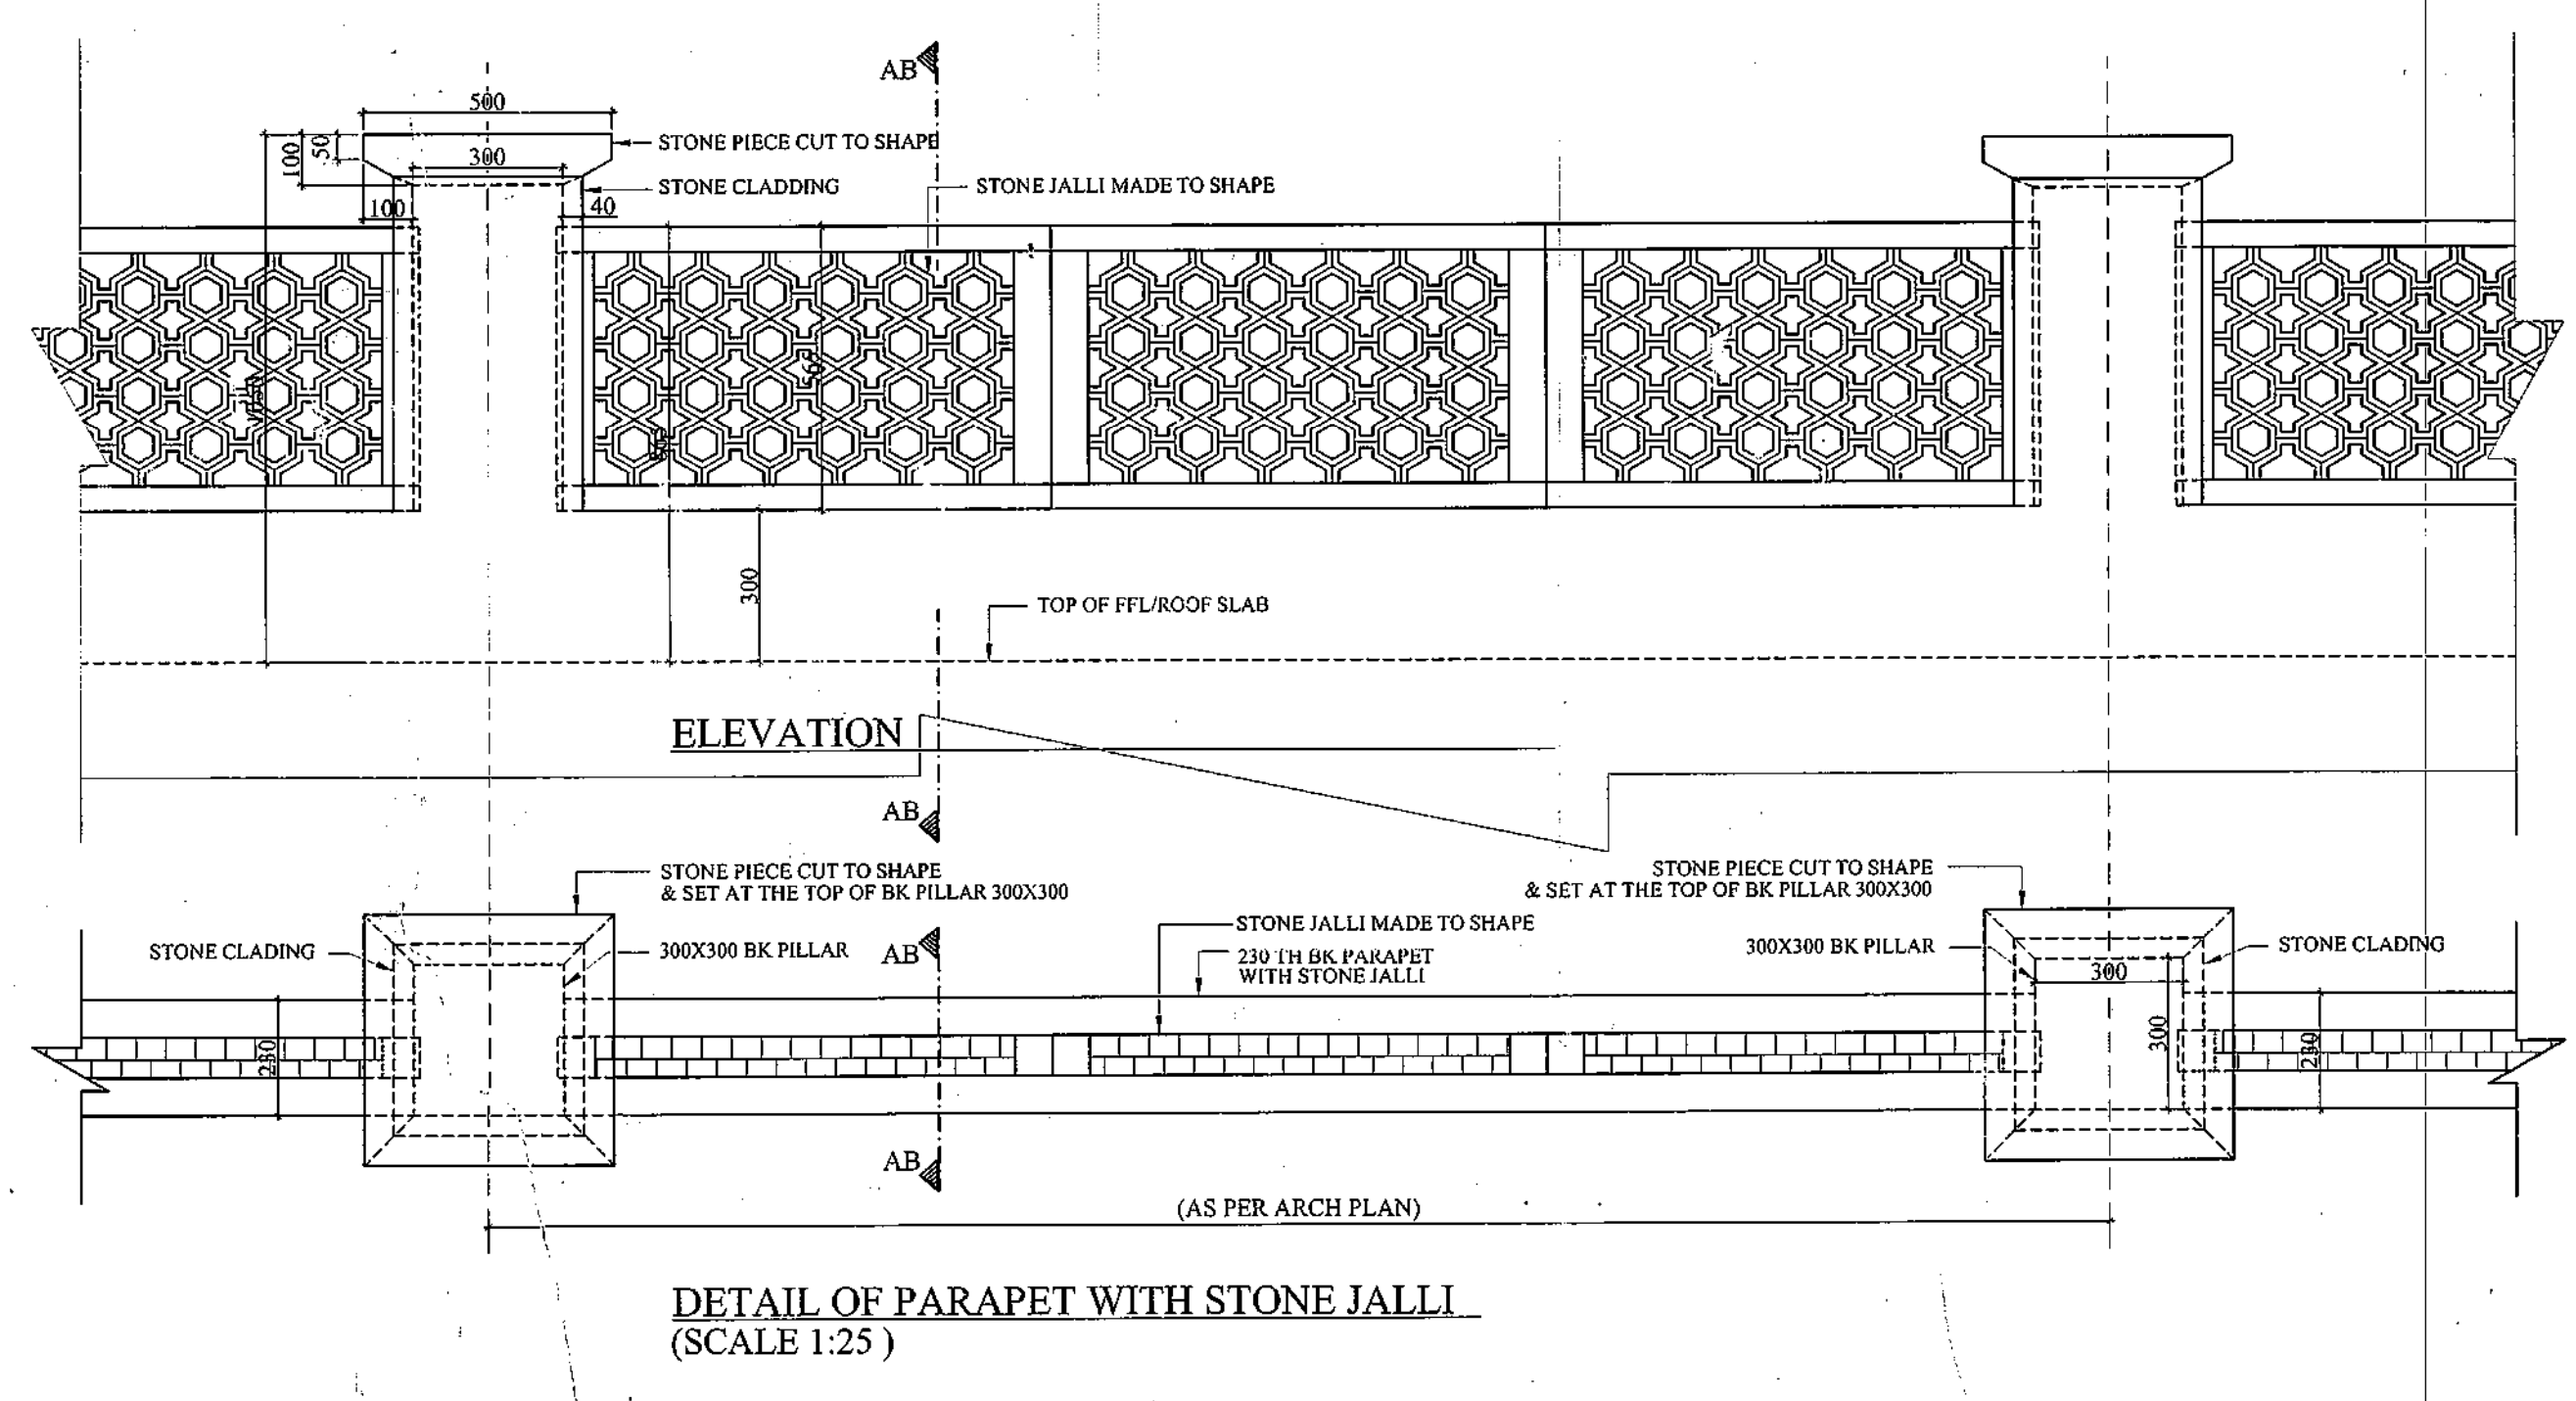 AB
500
STONE PIECE CUT TO SHAPE
100
50
300
STONE CLADDING
STONE JALLI MADE TO SHAPE
100
40
565
300
TOP OF FFL/ROOF SLAB
ELEVATION
AB
STONE PIECE CUT TO SHAPE
& SET AT THE TOP OF BK PILLAR 300X300
STONE PIECE CUT TO SHAPE
& SET AT THE TOP OF BK PILLAR 300X300
STONE JALLI MADE TO SHAPE
STONE CLADING
300X300 BK PILLAR
AB
230 TH BK PARAPET
WITH STONE JALLI
300X300 BK PILLAR
STONE CLADING
300
300
230
230
AB
(AS PER ARCH PLAN)
DETAIL OF PARAPET WITH STONE JALLI
(SCALE 1:25 )